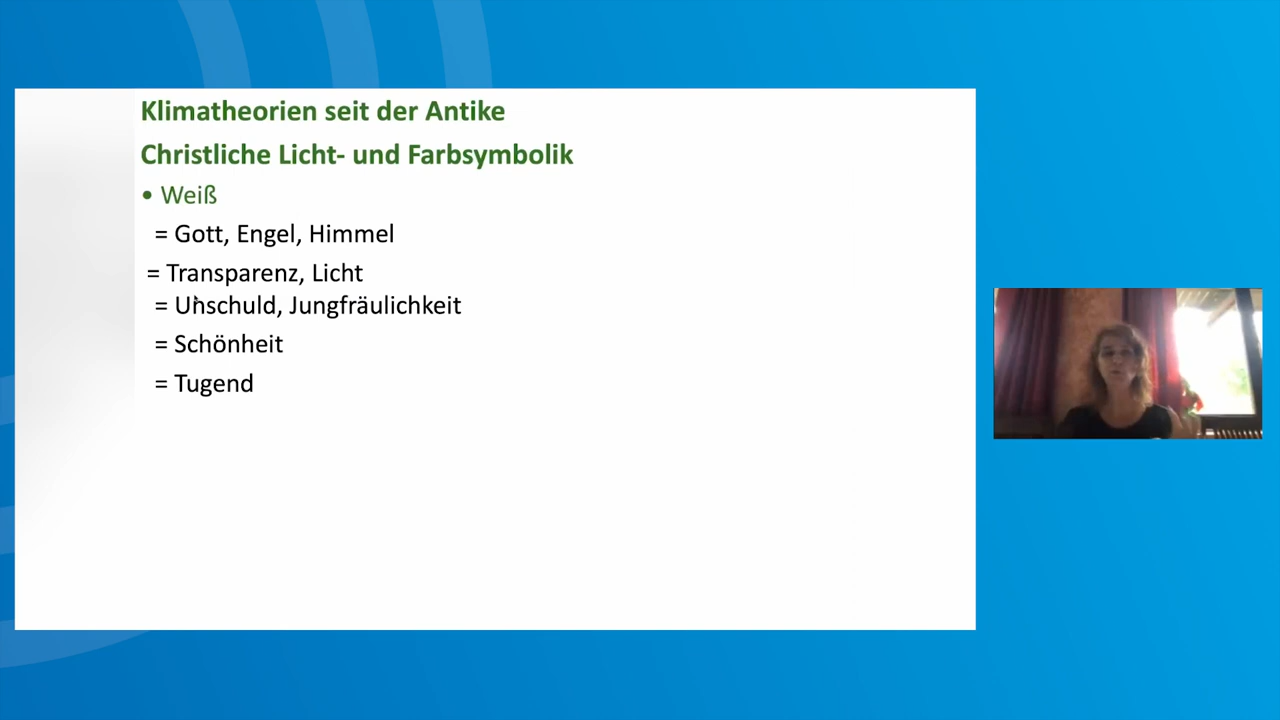 Klimatheorien seit der Antike
Christliche Licht- und Farbsymbolik
• Weiß
= Gott, Engel, Himmel
= Transparenz, Licht
= Unschuld, Jungfräulichkeit
= Schönheit
= Tugend